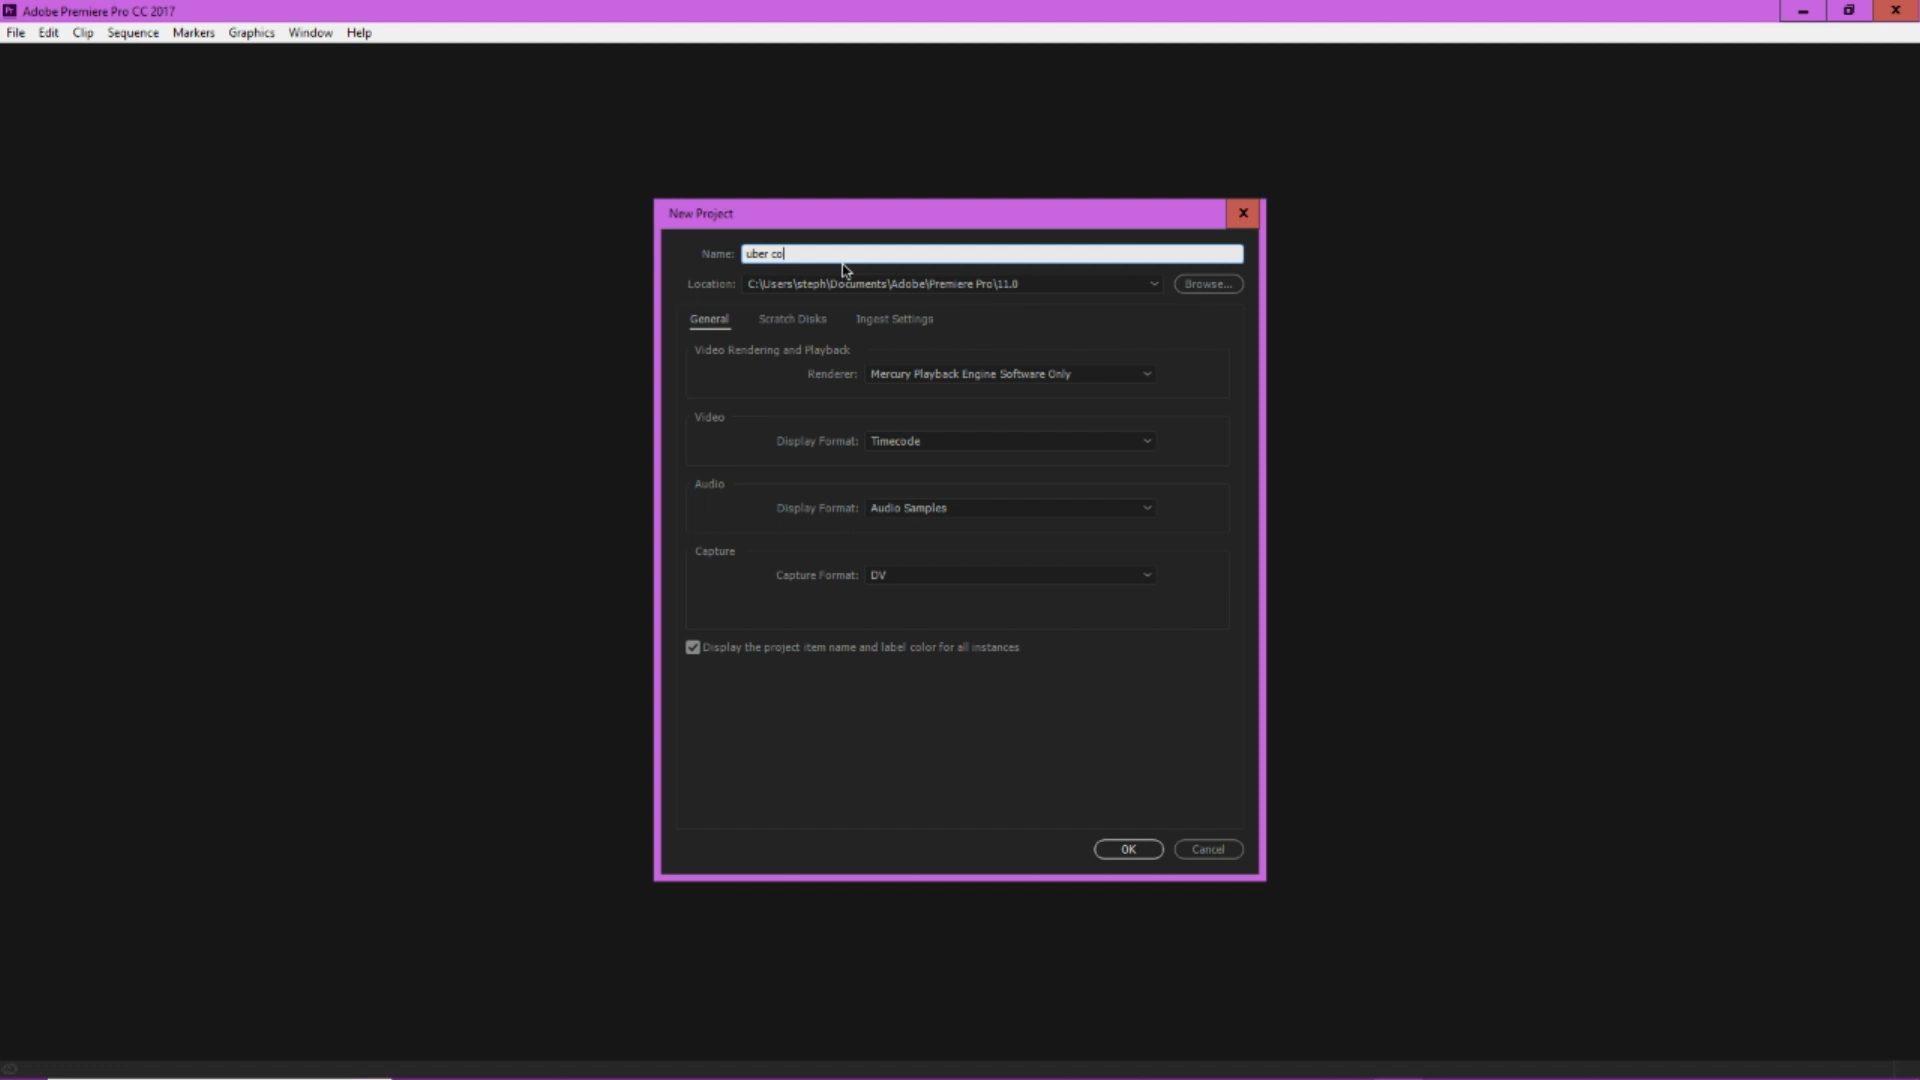 Adobe Premiere Pro CC 2017
File Edit Clip Sequence Markers Graphics Window Help
New Project
Name: uber co
Location: C:\Users\steph\Documents\Adobe\Premiere Pro\11.0 Browse...
General Scratch Disks Ingest Settings
Video Rendering and Playback
Renderer: Mercury Playback Engine Software Only
Video
Display Format: Timecode
Audio
Display Format: Audio Samples
Capture
Capture Format: DV
Display the project item name and label color for all instances
OK Cancel